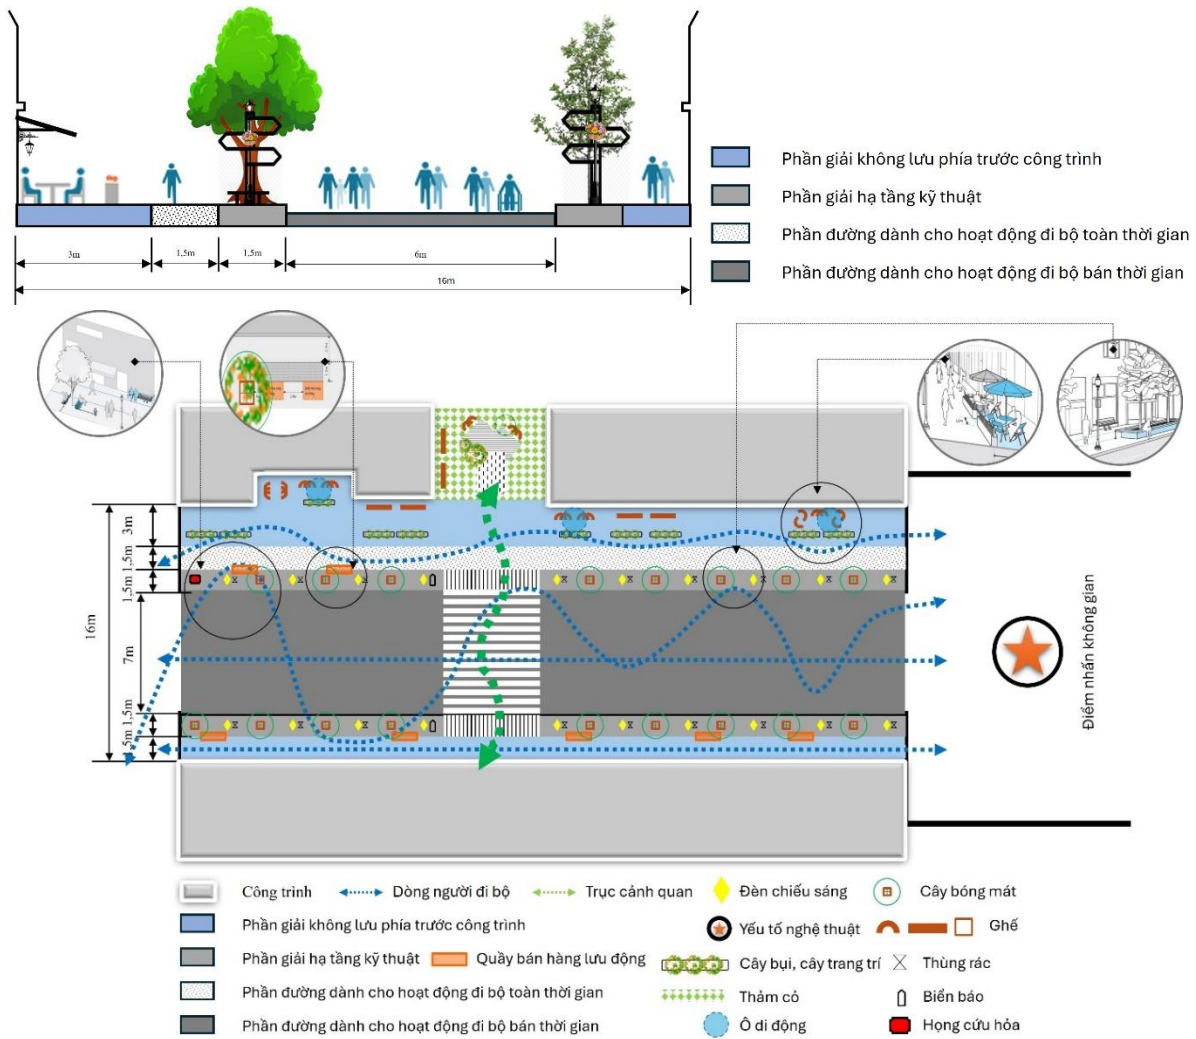 Phần giải không lưu phía trước công trình
Phần giải hạ tầng kỹ thuật
Phần đường dành cho hoạt động đi bộ toàn thời gian
Phần đường dành cho hoạt động đi bộ bán thời gian
3m
1,5m
1,5m
6m
16m
3m
1,5m
1,5m
16m
7m
1,5m
1,5m
Điểm nhấn không gian
Công trình
Dòng người đi bộ
Trục cảnh quan
Đèn chiếu sáng
Cây bóng mát
Phần giải không lưu phía trước công trình
Yếu tố nghệ thuật
Ghế
Phần giải hạ tầng kỹ thuật
Quầy bán hàng lưu động
Cây bụi, cây trang trí
Thùng rác
Phần đường dành cho hoạt động đi bộ toàn thời gian
Thảm cỏ
Biển báo
Phần đường dành cho hoạt động đi bộ bán thời gian
Ô di động
Họng cứu hỏa